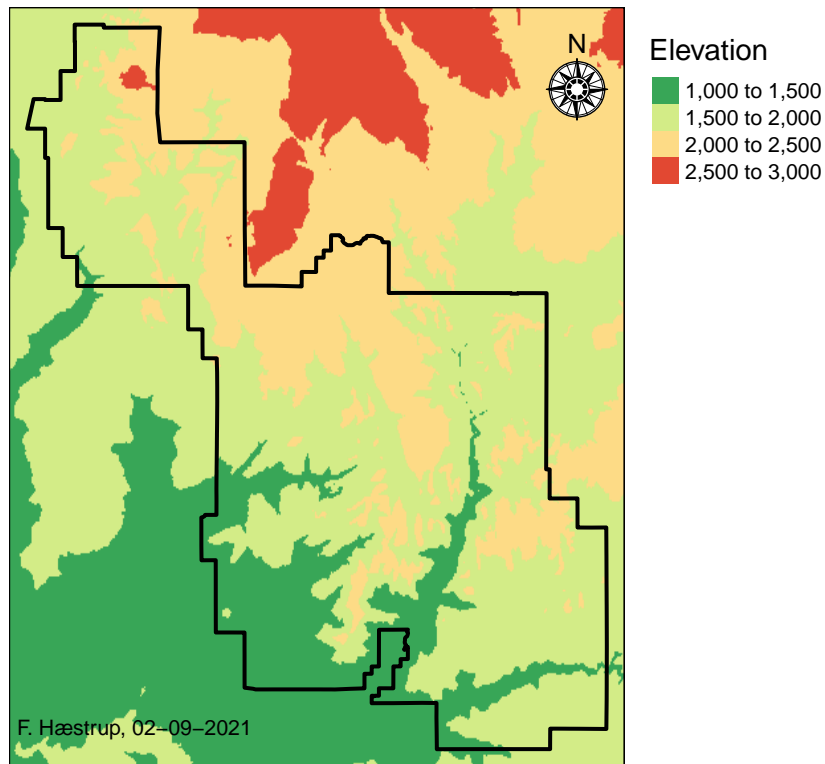 N
Elevation
1,000 to 1,500
1,500 to 2,000
2,000 to 2,500
2,500 to 3,000
F. Hæstrup, 02−09−2021